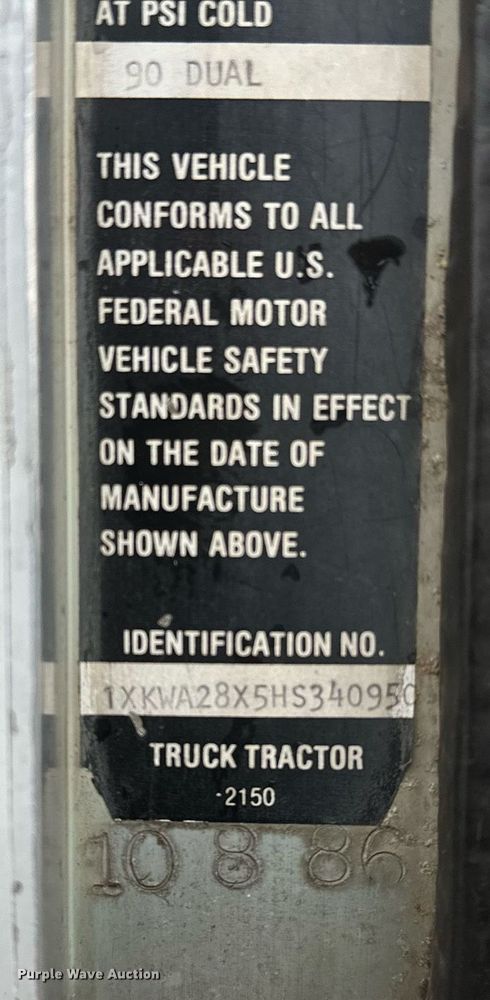 AT PSI COLD
90 DUAL
THIS VEHICLE
CONFORMS TO ALL
APPLICABLE U.S.
FEDERAL MOTOR
VEHICLE SAFETY
STANDARDS IN EFFECT
ON THE DATE OF
MANUFACTURE
SHOWN ABOVE.
IDENTIFICATION NO.
1XKWA28X5HS340950
TRUCK TRACTOR
-2150
10 8 86
Purple Wave Auction